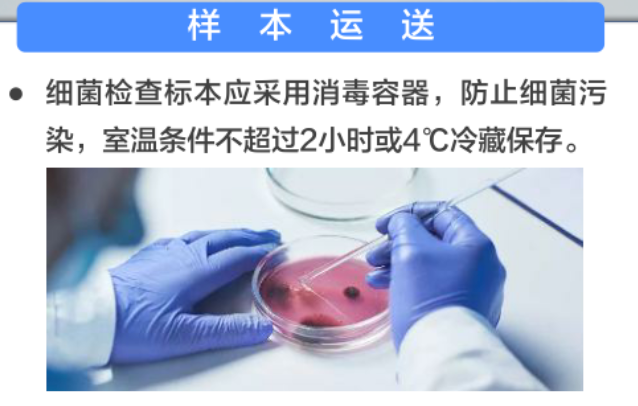 样本运送
● 细菌检查标本应采用消毒容器，防止细菌污
染，室温条件不超过2小时或4℃冷藏保存。